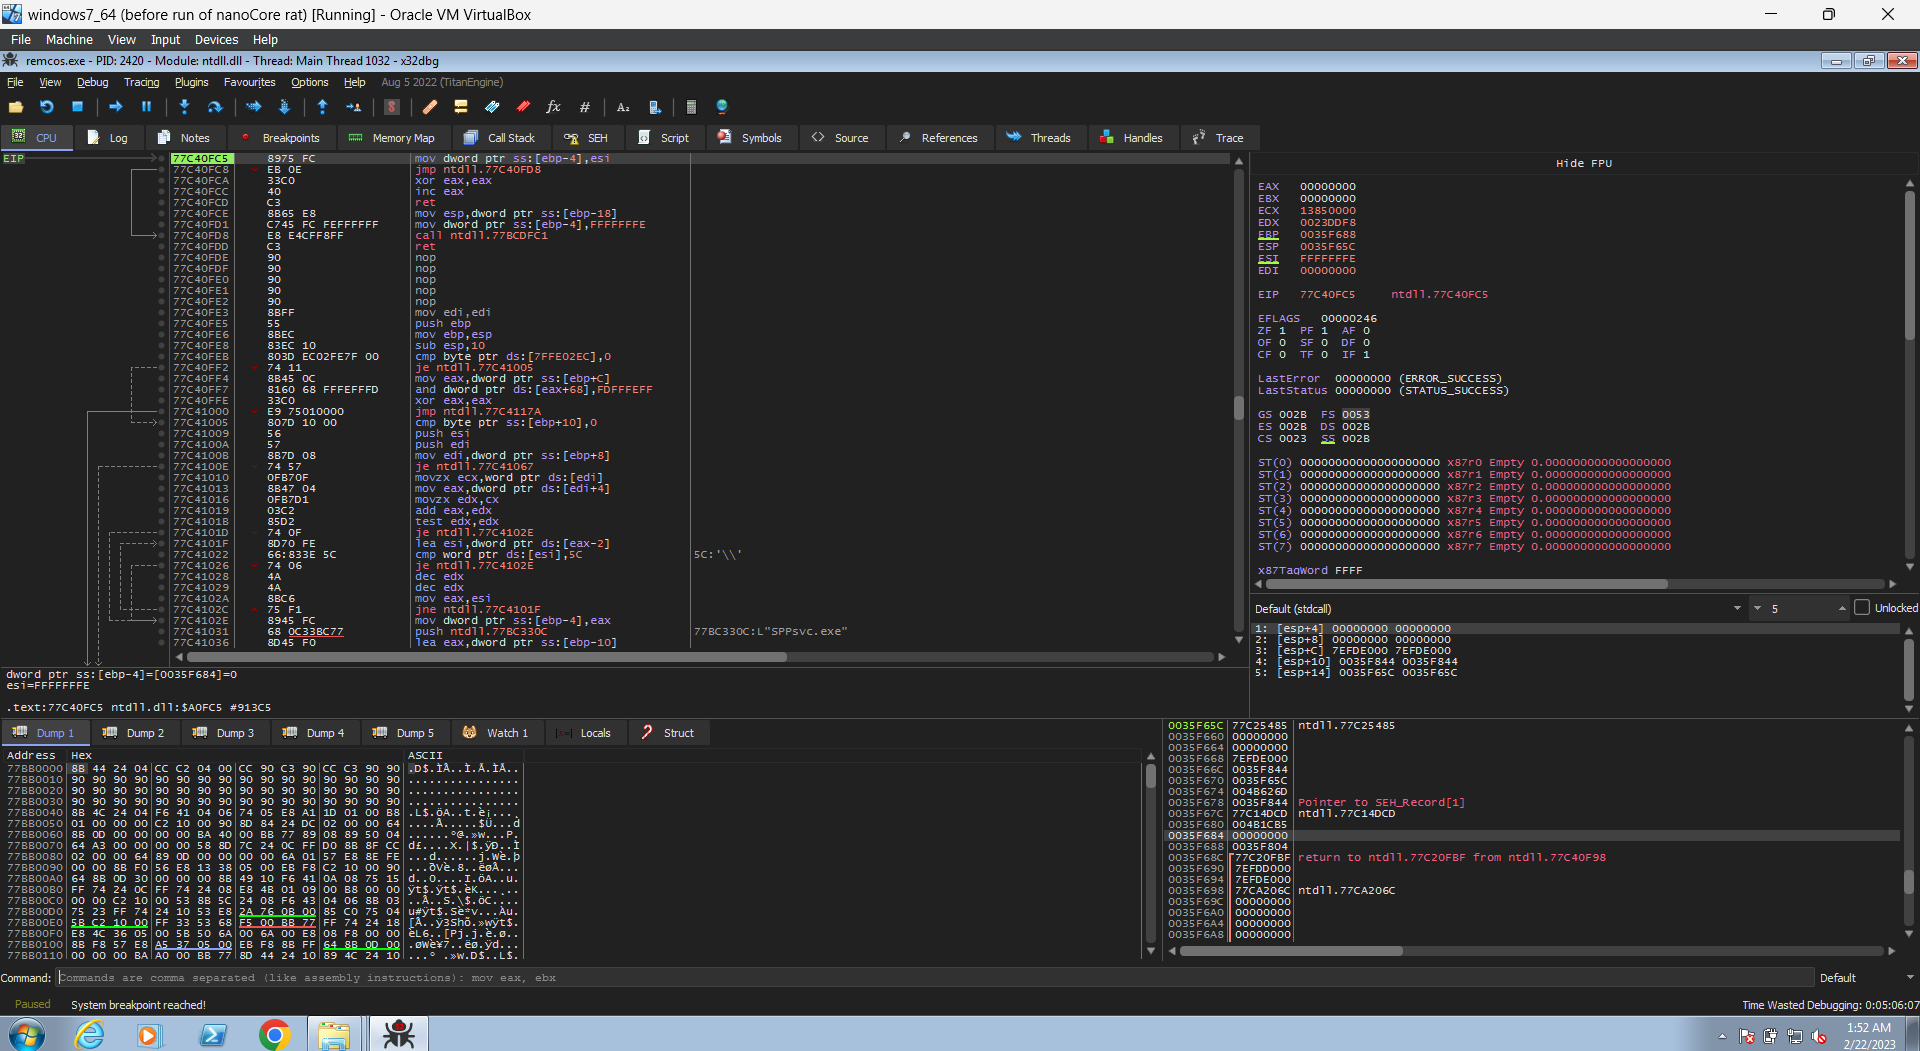 windows7_64 (before run of nanoCore rat) [Running] - Oracle VM VirtualBox
File Machine View Input Devices Help
remcos.exe - PID: 2420 - Module: ntdll.dll - Thread: Main Thread 1032 - x32dbg
File View Debug Tracing Plugins Favourites Options Help Aug 5 2022 (TitanEngine)
CPU Log Notes Breakpoints Memory Map Call Stack SEH Script Symbols Source References Threads Handles Trace
EIP 77C40FC5 8975 FC mov dword ptr ss:[ebp-4],esi
77C40FC8 EB 0E jmp ntdll.77C40FD8
77C40FCA 33C0 xor eax,eax
77C40FCC 40 inc eax
77C40FCD C3 ret
77C40FCE 8B65 E8 mov esp,dword ptr ss:[ebp-18]
77C40FD1 C745 FC FEFFFFFF mov dword ptr ss:[ebp-4],FFFFFFFE
77C40FD8 E8 E4CFF8FF call ntdll.77BCDFC1
77C40FDD C3 ret
77C40FDE 90 nop
77C40FDF 90 nop
77C40FE0 90 nop
77C40FE1 90 nop
77C40FE2 90 nop
77C40FE3 8BFF mov edi,edi
77C40FE5 55 push ebp
77C40FE6 8BEC mov ebp,esp
77C40FE8 83EC 10 sub esp,10
77C40FEB 803D EC02FE7F 00 cmp byte ptr ds:[7FFE02EC],0
77C40FF2 74 11 je ntdll.77C41005
77C40FF4 8B45 0C mov eax,dword ptr ss:[ebp+C]
77C40FF7 8160 68 FFFEFFFD and dword ptr ds:[eax+68],FDFFFEFF
77C40FFE 33C0 xor eax,eax
77C41000 E9 75010000 jmp ntdll.77C4117A
77C41005 807D 10 00 cmp byte ptr ss:[ebp+10],0
77C41009 56 push esi
77C4100A 57 push edi
77C4100B 8B7D 08 mov edi,dword ptr ss:[ebp+8]
77C4100E 74 57 je ntdll.77C41067
77C41010 0FB70F movzx ecx,word ptr ds:[edi]
77C41013 8B47 04 mov eax,dword ptr ds:[edi+4]
77C41016 0FB7D1 movzx edx,cx
77C41019 03C2 add eax,edx
77C4101B 85D2 test edx,edx
77C4101D 74 0F je ntdll.77C4102E
77C4101F 8D70 FE lea esi,dword ptr ds:[eax-2]
77C41022 66:833E 5C cmp word ptr ds:[esi],5C 5C:'\\'
77C41026 74 06 je ntdll.77C4102E
77C41028 4A dec edx
77C41029 4A dec edx
77C4102A 8BC6 mov eax,esi
77C4102C 75 F1 jne ntdll.77C4101F
77C4102E 8945 FC mov dword ptr ss:[ebp-4],eax
77C41031 68 0C33BC77 push ntdll.77BC330C 77BC330C:L"SPPsvc.exe"
77C41036 8D45 F0 lea eax,dword ptr ss:[ebp-10]
dword ptr ss:[ebp-4]=[0035F684]=0
esi=FFFFFFFE
.text:77C40FC5 ntdll.dll:$A0FC5 #913C5
Hide FPU
EAX 00000000
EBX 00000000
ECX 13850000
EDX 0023DDF8
EBP 0035F688
ESP 0035F65C
ESI FFFFFFFE
EDI 00000000
EIP 77C40FC5 ntdll.77C40FC5
EFLAGS 00000246
ZF 1 PF 1 AF 0
OF 0 SF 0 DF 0
CF 0 TF 0 IF 1
LastError 00000000 (ERROR_SUCCESS)
LastStatus 00000000 (STATUS_SUCCESS)
GS 002B FS 0053
ES 002B DS 002B
CS 0023 SS 002B
ST(0) 00000000000000000000 x87r0 Empty 0.000000000000000000
ST(1) 00000000000000000000 x87r1 Empty 0.000000000000000000
ST(2) 00000000000000000000 x87r2 Empty 0.000000000000000000
ST(3) 00000000000000000000 x87r3 Empty 0.000000000000000000
ST(4) 00000000000000000000 x87r4 Empty 0.000000000000000000
ST(5) 00000000000000000000 x87r5 Empty 0.000000000000000000
ST(6) 00000000000000000000 x87r6 Empty 0.000000000000000000
ST(7) 00000000000000000000 x87r7 Empty 0.000000000000000000
x87TagWord FFFF
Default (stdcall) 5 Unlocked
1: [esp+4] 00000000 00000000
2: [esp+8] 00000000 00000000
3: [esp+C] 7EFDE000 7EFDE000
4: [esp+10] 0035F844 0035F844
5: [esp+14] 0035F65C 0035F65C
Dump 1 Dump 2 Dump 3 Dump 4 Dump 5 Watch 1 Locals Struct
Address Hex ASCII
77BB0000 8B 44 24 04 CC C2 04 00 CC 90 C3 90 CC C3 90 90
77BB0010 90 90 90 90 90 90 90 90 90 90 90 90 90 90 90 90
77BB0020 90 90 90 90 90 90 90 90 90 90 90 90 90 90 90 90
77BB0030 90 90 90 90 90 90 90 90 90 90 90 90 90 90 90 90
77BB0040 8B 4C 24 04 F6 41 04 06 74 05 E8 A1 1D 01 00 B8
77BB0050 01 00 00 00 C2 10 00 90 8D 84 24 DC 02 00 00 64
77BB0060 8B 0D 00 00 00 00 BA 40 00 BB 77 89 08 89 50 04
77BB0070 64 A3 00 00 00 00 58 8D 7C 24 0C FF D0 8B 8F CC
77BB0080 02 00 00 64 89 0D 00 00 00 00 6A 01 57 E8 8E FE
77BB0090 00 00 8B F0 56 E8 13 38 05 00 EB F8 C2 10 00 90
77BB00A0 64 8B 0D 30 00 00 00 8B 49 10 F6 41 0A 08 75 15
77BB00B0 FF 74 24 0C FF 74 24 08 E8 4B 01 09 00 B8 00 00
77BB00C0 00 00 C2 10 00 53 8B 5C 24 08 F6 43 04 06 8B 03
77BB00D0 75 23 FF 74 24 10 53 E8 2A 76 0B 00 85 C0 75 04
77BB00E0 5B C2 10 00 FF 33 53 68 F5 00 BB 77 FF 74 24 18
77BB00F0 E8 4C 36 05 00 5B 50 6A 00 6A 00 E8 08 F8 00 00
77BB0100 8B F8 57 E8 A5 37 05 00 EB F8 8B FF 64 8B 0D 00
77BB0110 00 00 00 BA A0 00 BB 77 8D 44 24 10 89 4C 24 10
0035F65C 77C25485 ntdll.77C25485
0035F660 00000000
0035F664 00000000
0035F668 7EFDE000
0035F66C 0035F844
0035F670 0035F65C
0035F674 004B626D
0035F678 0035F844 Pointer to SEH_Record[1]
0035F67C 77C14DCD ntdll.77C14DCD
0035F680 004B1CB5
0035F684 00000000
0035F688 0035F804
0035F68C 77C20FBF return to ntdll.77C20FBF from ntdll.77C40F98
0035F690 7EFDD000
0035F694 7EFDE000
0035F698 77CA206C ntdll.77CA206C
0035F69C 00000000
0035F6A0 00000000
0035F6A4 00000000
0035F6A8 00000000
Command: Commands are comma separated (like assembly instructions): mov eax, ebx Default
Paused System breakpoint reached! Time Wasted Debugging: 0:05:06:07
1:52 AM
2/22/2023